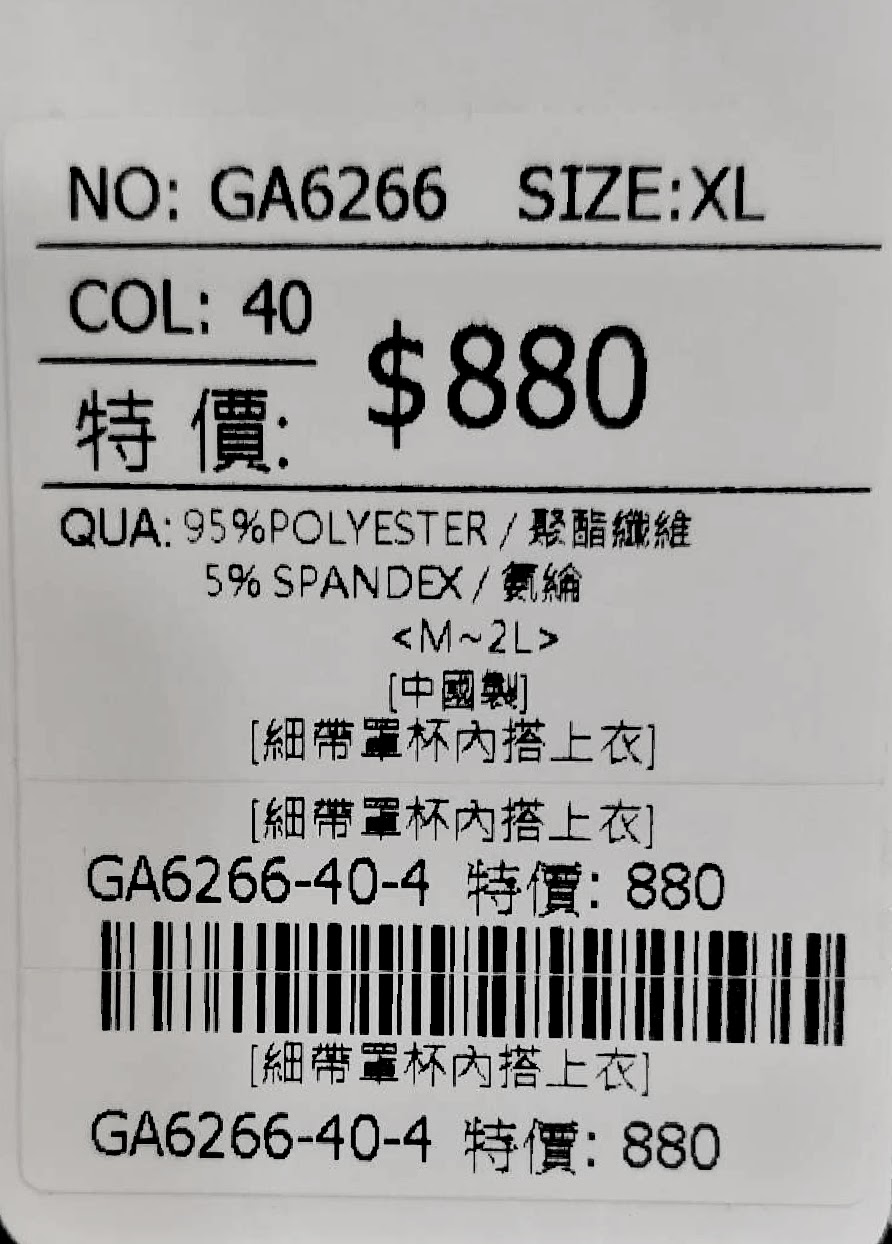 NO: GA6266 SIZE:XL
COL: 40
$880
特 價:
QUA: 95%POLYESTER / 聚酯纖維
5% SPANDEX / 氨綸
<M~2L>
[中國製]
[細帶罩杯內搭上衣]
[細帶罩杯內搭上衣]
GA6266-40-4 特價: 880
[細帶罩杯內搭上衣]
GA6266-40-4 特價: 880